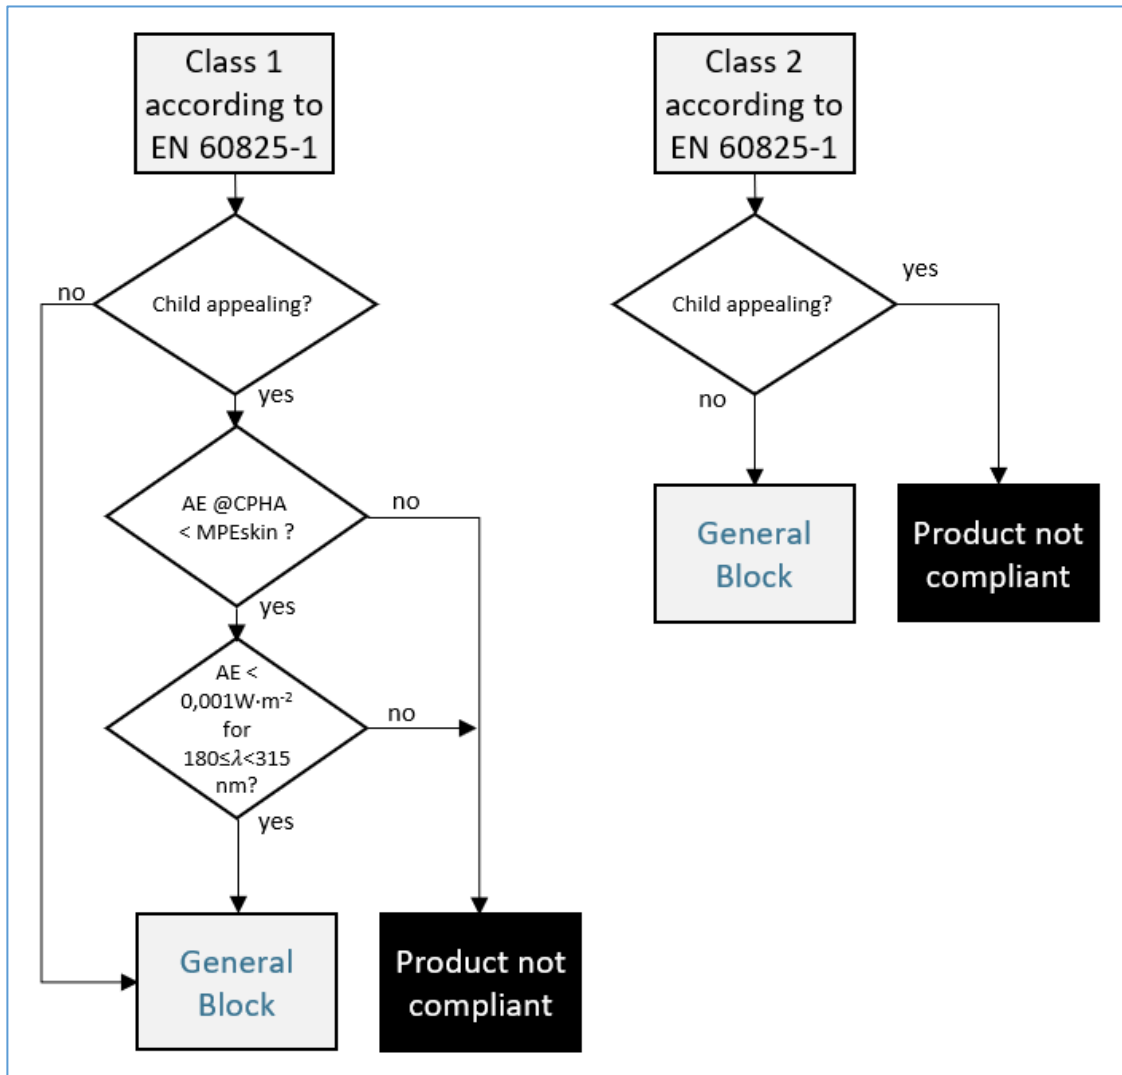 Class 1
according to
EN 60825-1
Child appealing?
no
yes
AE @CPHA
< MPEskin ?
no
yes
AE <
0,001W·m⁻²
for
180≤λ<315
nm?
no
yes
General
Block
Product not
compliant
Class 2
according to
EN 60825-1
Child appealing?
yes
no
General
Block
Product not
compliant